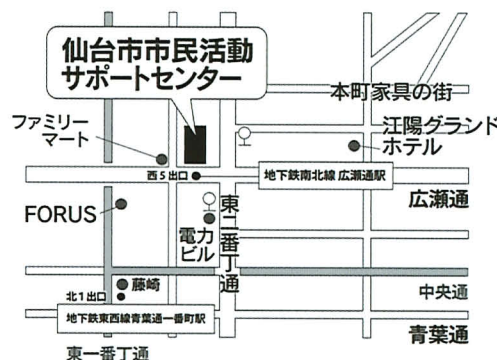 仙台市市民活動
サポートセンター
本町家具の街
ファミリー
マート
江陽グランド
ホテル
西5出口
地下鉄南北線 広瀬通駅
広瀬通
FORUS
東二番丁通
電力
ビル
藤崎
北1出口
中央通
地下鉄東西線青葉通一番町駅
青葉通
東一番丁通